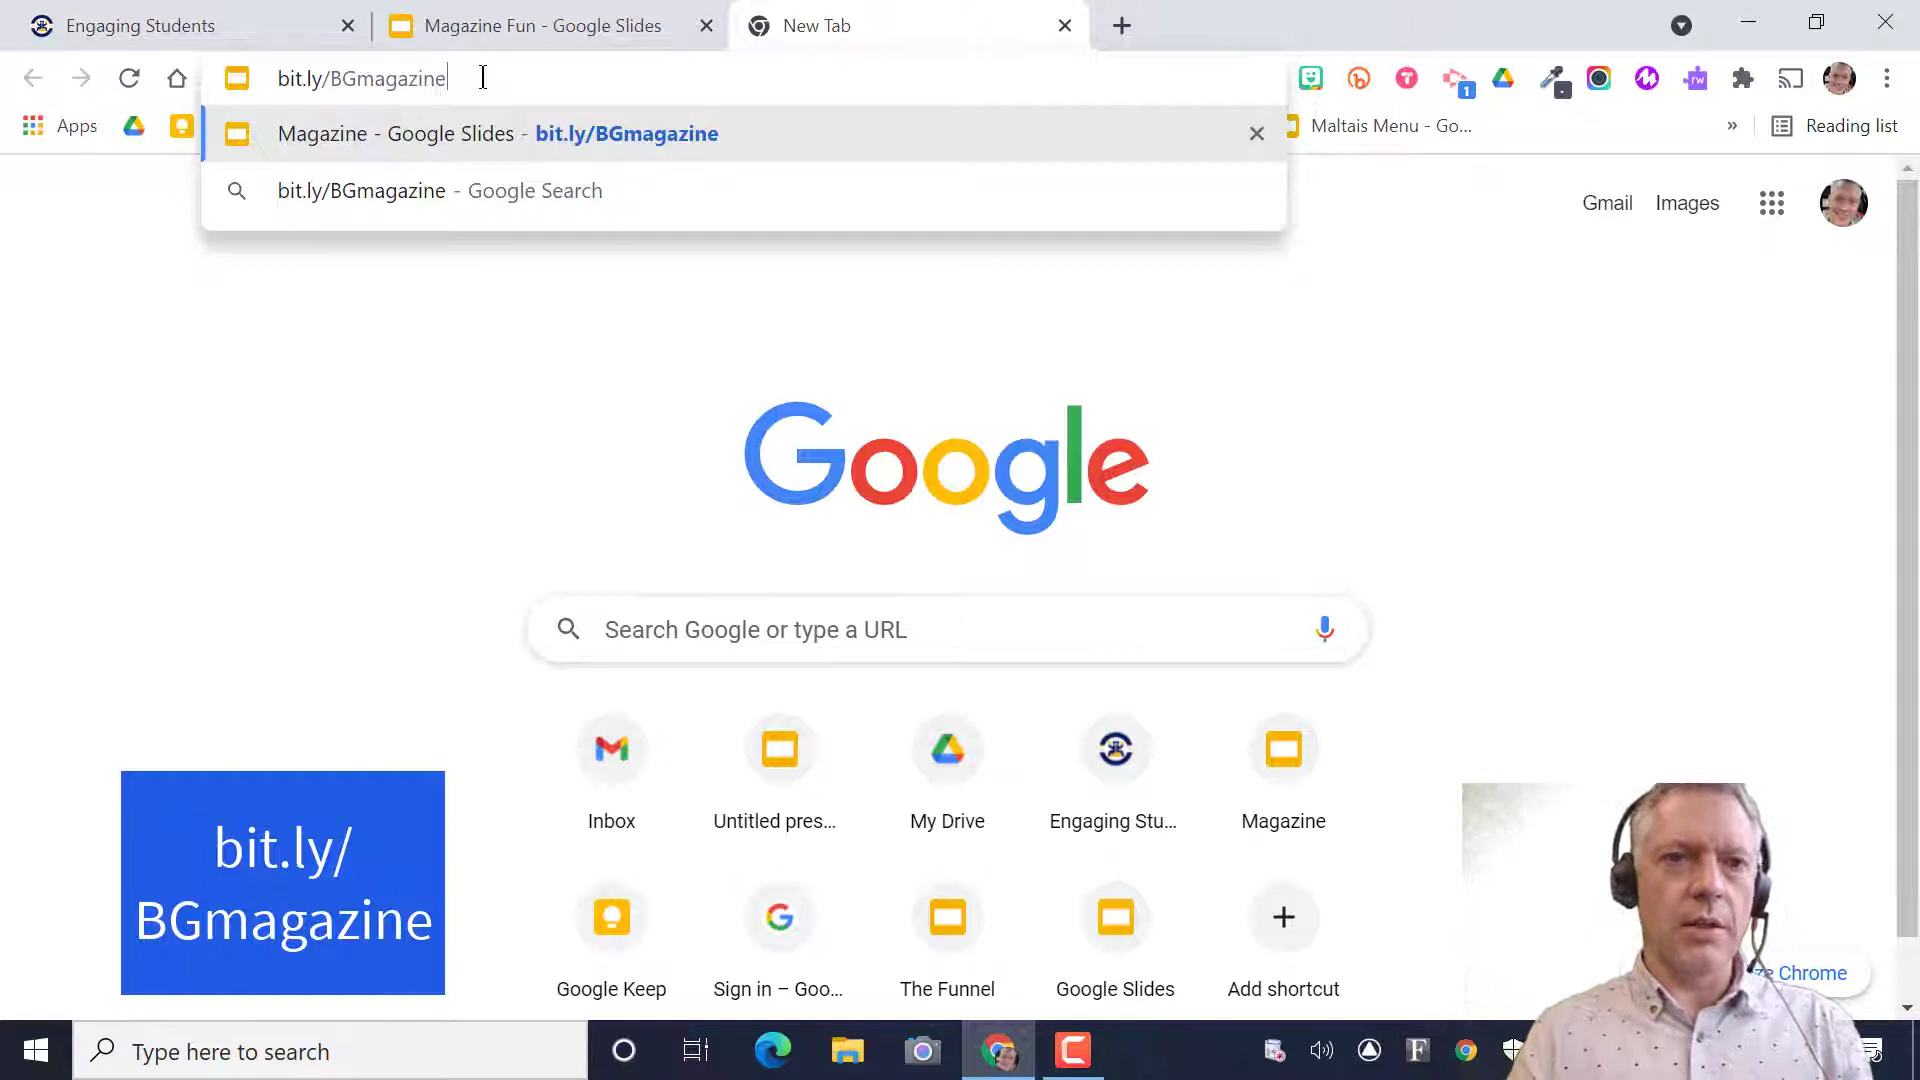 Engaging Students
Magazine Fun - Google Slides
New Tab
bit.ly/BGmagazine
1
Apps
Magazine - Google Slides - bit.ly/BGmagazine
Maltais Menu - Go...
»
Reading list
bit.ly/BGmagazine - Google Search
Gmail
Images
Google
Search Google or type a URL
Inbox
Untitled pres...
My Drive
Engaging Stu...
Magazine
bit.ly/
BGmagazine
Google Keep
Sign in – Goo...
The Funnel
Google Slides
Add shortcut
Chrome
Type here to search